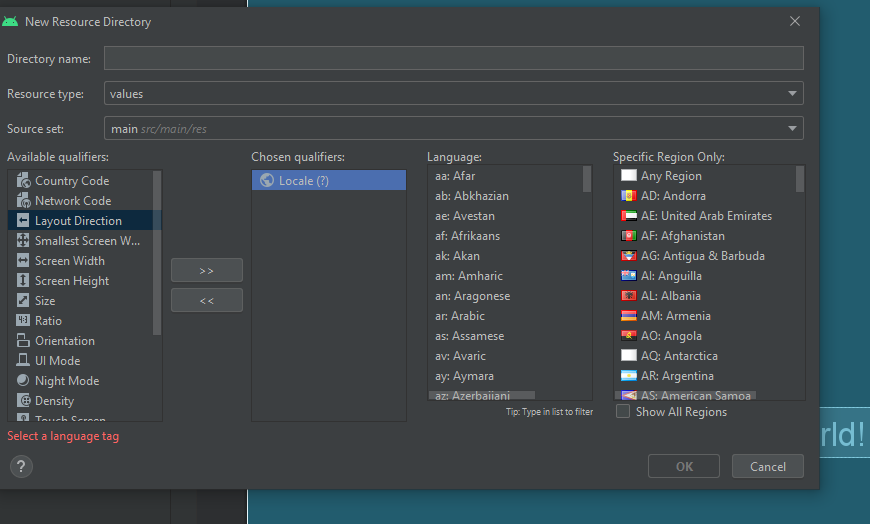 New Resource Directory
Directory name:
Resource type: values
Source set: main src/main/res
Available qualifiers:
Country Code
Network Code
Layout Direction
Smallest Screen W...
Screen Width
Screen Height
Size
Ratio
Orientation
UI Mode
Night Mode
Density
Touch Screen
>>
<<
Chosen qualifiers:
Locale (?)
Language:
aa: Afar
ab: Abkhazian
ae: Avestan
af: Afrikaans
ak: Akan
am: Amharic
an: Aragonese
ar: Arabic
as: Assamese
av: Avaric
ay: Aymara
az: Azerbaijani
Tip: Type in list to filter
Specific Region Only:
Any Region
AD: Andorra
AE: United Arab Emirates
AF: Afghanistan
AG: Antigua & Barbuda
AI: Anguilla
AL: Albania
AM: Armenia
AO: Angola
AQ: Antarctica
AR: Argentina
AS: American Samoa
Show All Regions
Select a language tag
?
OK
Cancel
rld!